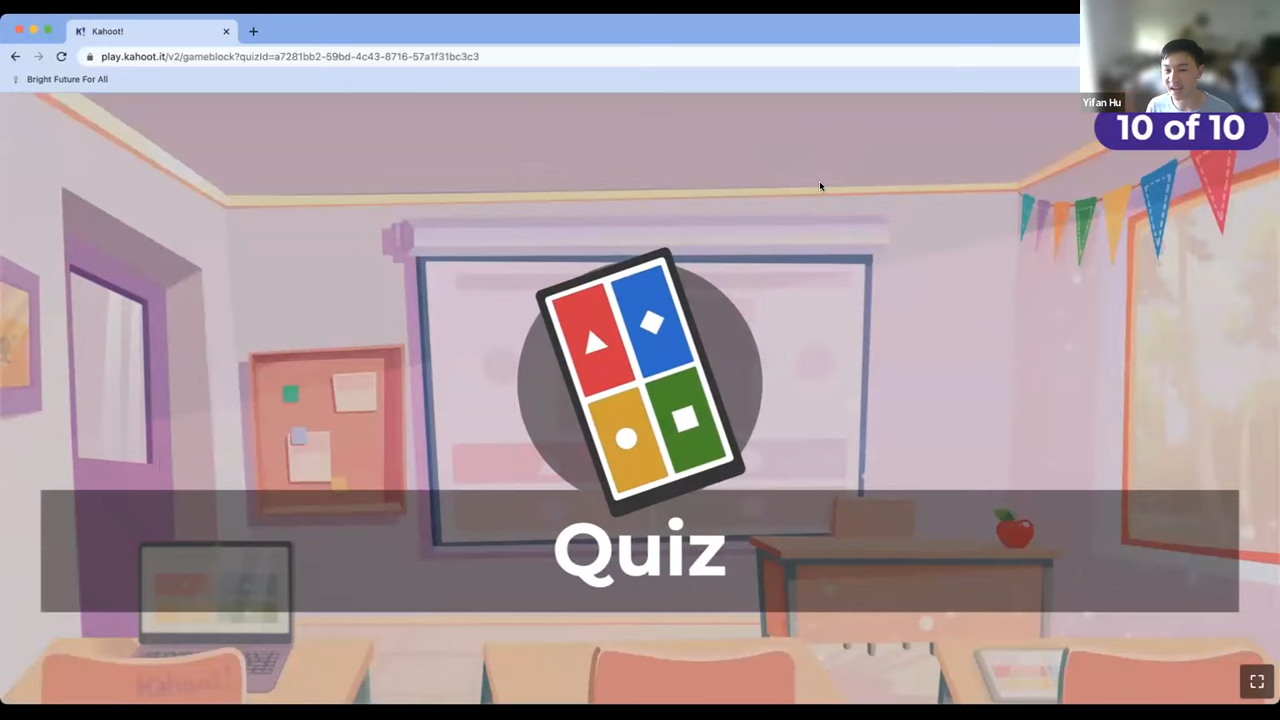 Kahoot!
play.kahoot.it/v2/gameblock?quizId=a7281bb2-59bd-4c43-8716-57a1f31bc3c3
Bright Future For All
Yifan Hu
10 of 10
Quiz
Kahoot!